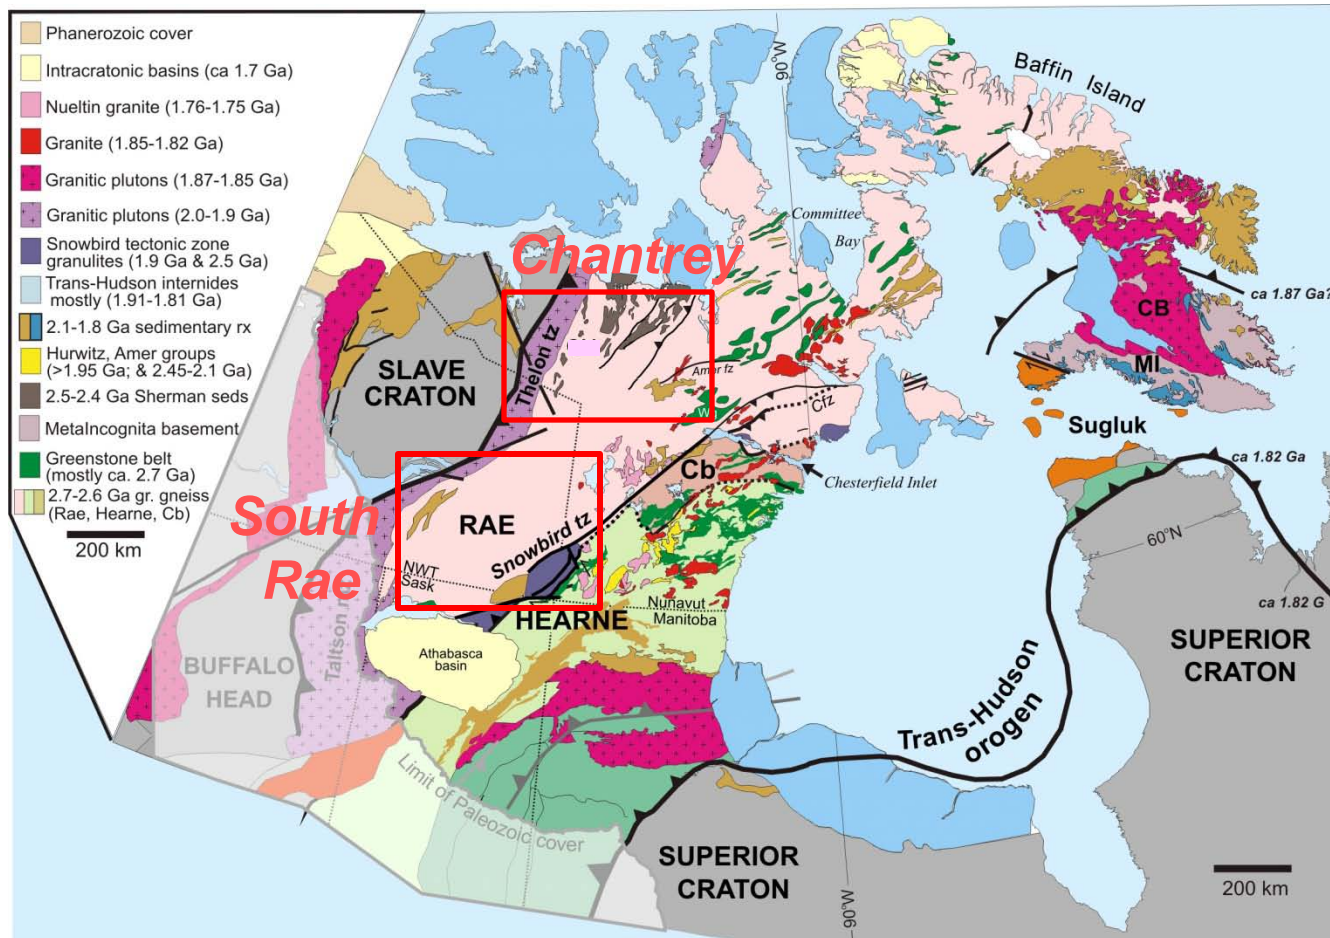 Phanerozoic cover
Intracratonic basins (ca 1.7 Ga)
Nueltin granite (1.76-1.75 Ga)
Granite (1.85-1.82 Ga)
Granitic plutons (1.87-1.85 Ga)
Granitic plutons (2.0-1.9 Ga)
Snowbird tectonic zone
granulites (1.9 Ga & 2.5 Ga)
Trans-Hudson internides
mostly (1.91-1.81 Ga)
2.1-1.8 Ga sedimentary rx
Hurwitz, Amer groups
(>1.95 Ga; & 2.45-2.1 Ga)
2.5-2.4 Ga Sherman seds
MetaIncognita basement
Greenstone belt
(mostly ca. 2.7 Ga)
2.7-2.6 Ga gr. gneiss
(Rae, Hearne, Cb)
200 km
90°W
Baffin Island
Committee
Bay
Chantrey
Thelon tz
SLAVE
CRATON
Amer fz
W
Cfz
ca 1.87 Ga?
CB
MI
Sugluk
Cb
Chesterfield Inlet
ca 1.82 Ga
South
Rae
RAE
Snowbird tz
NWT
Sask
60°N
ca 1.82 G
Nunavut
Manitoba
HEARNE
Athabasca
basin
BUFFALO
HEAD
Taltson
SUPERIOR
CRATON
Trans-Hudson
orogen
Limit of Paleozoic cover
SUPERIOR
CRATON
90°W
200 km